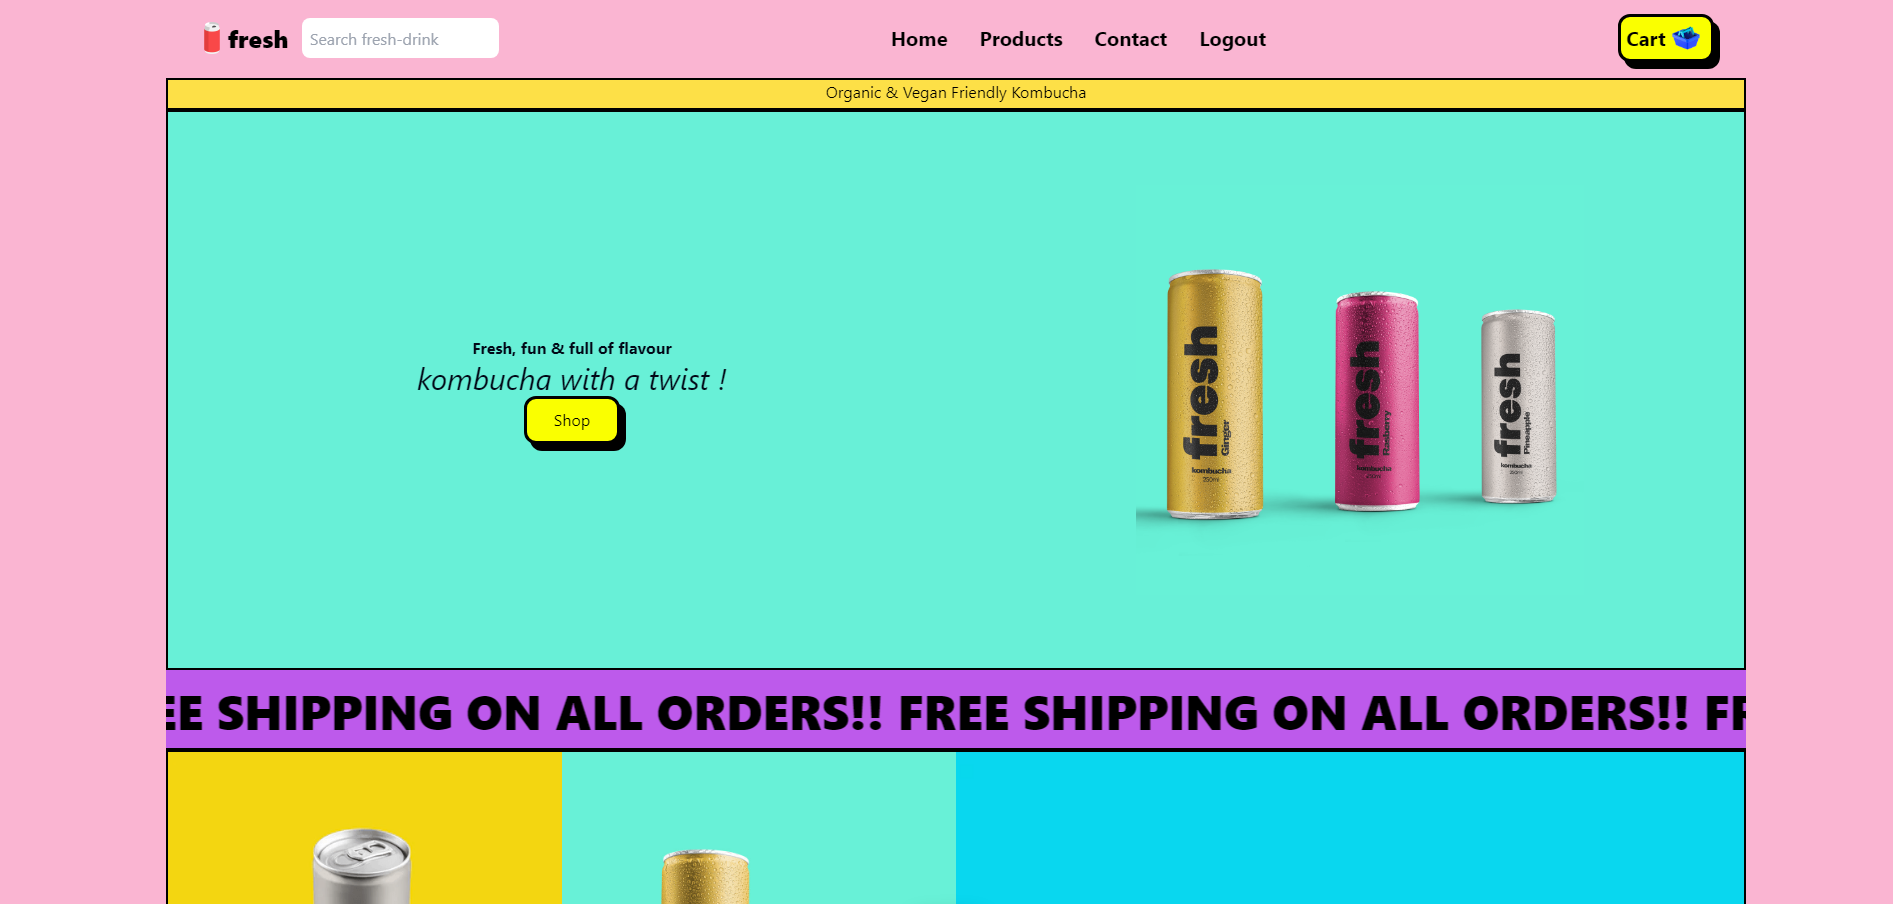 fresh
Search fresh-drink
Home
Products
Contact
Logout
Cart
Organic & Vegan Friendly Kombucha
Fresh, fun & full of flavour
kombucha with a twist !
Shop
fresh
Ginger
kombucha
250ml
fresh
Rasberry
kombucha
250ml
fresh
Pineapple
kombucha
250ml
EE SHIPPING ON ALL ORDERS!! FREE SHIPPING ON ALL ORDERS!! FR